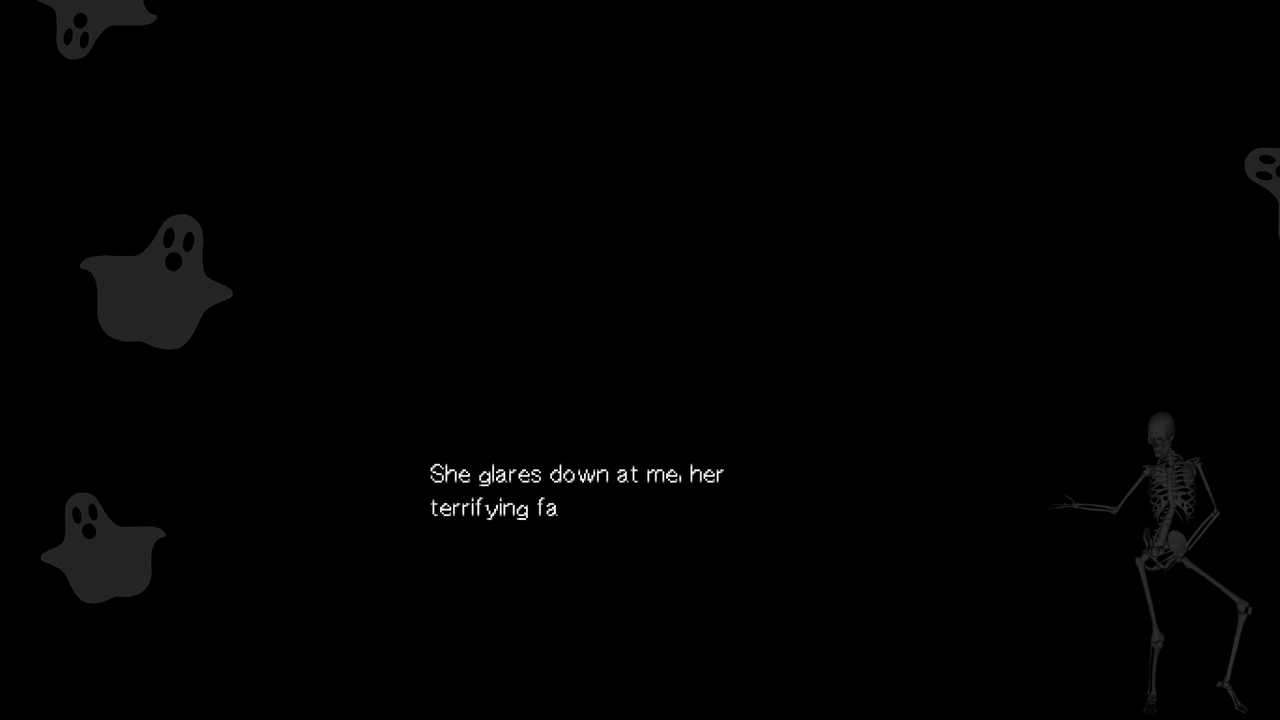 She glares down at me, her
terrifying fa